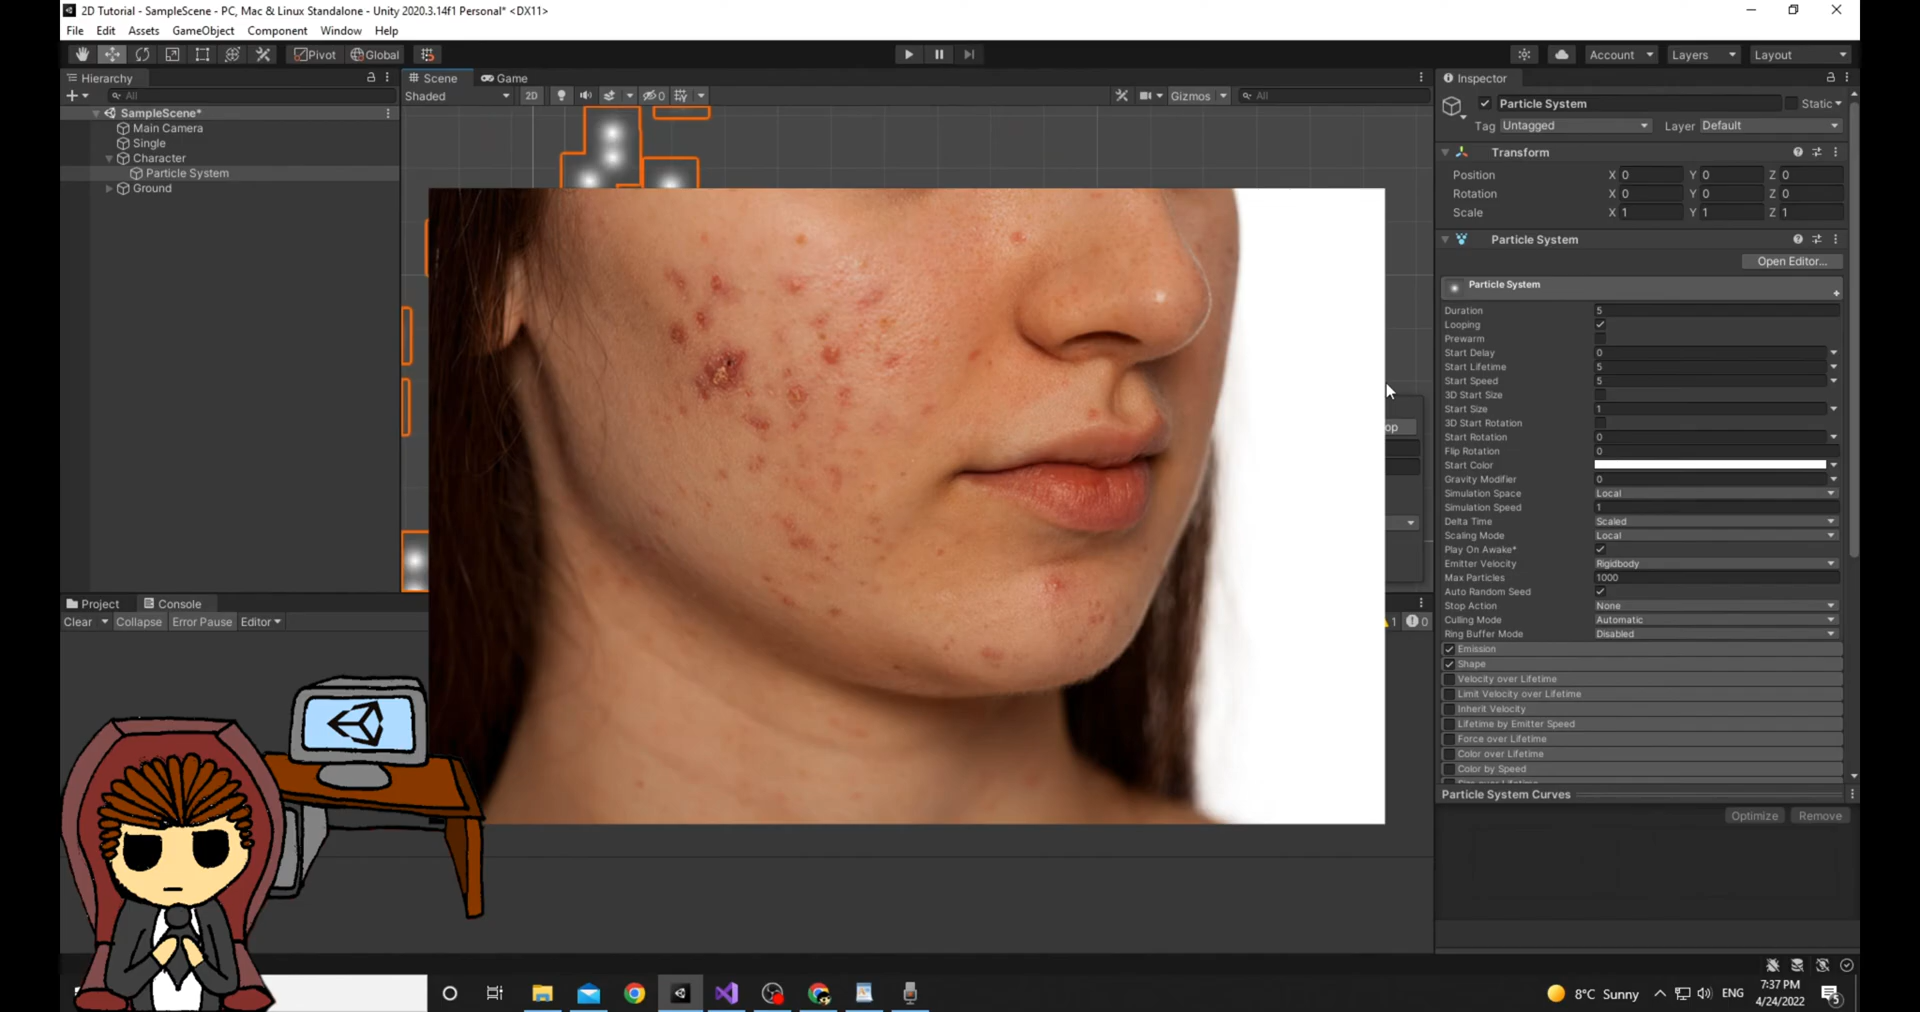 2D Tutorial - SampleScene - PC, Mac & Linux Standalone - Unity 2020.3.14f1 Personal* <DX11>
File Edit Assets GameObject Component Window Help
Pivot Global Account Layers Layout
Hierarchy Scene Game Inspector
All Shaded 2D 0 Gizmos All
SampleScene*
Main Camera
Single
Character
Particle System
Ground
Particle System Static
Tag Untagged Layer Default
Transform
Position X 0 Y 0 Z 0
Rotation X 0 Y 0 Z 0
Scale X 1 Y 1 Z 1
Particle System
Open Editor...
Particle System
Duration 5
Looping
Prewarm
Start Delay 0
Start Lifetime 5
Start Speed 5
3D Start Size
Start Size 1
3D Start Rotation
Start Rotation 0
Flip Rotation 0
Start Color
Gravity Modifier 0
Simulation Space Local
Simulation Speed 1
Delta Time Scaled
Scaling Mode Local
Play On Awake*
Emitter Velocity Rigidbody
Max Particles 1000
Auto Random Seed
Stop Action None
Culling Mode Automatic
Ring Buffer Mode Disabled
Emission
Shape
Velocity over Lifetime
Limit Velocity over Lifetime
Inherit Velocity
Lifetime by Emitter Speed
Force over Lifetime
Color over Lifetime
Color by Speed
Particle System Curves
Optimize Remove
op
Project Console
Clear Collapse Error Pause Editor
1 0
8°C Sunny ENG 7:37 PM
4/24/2022
5